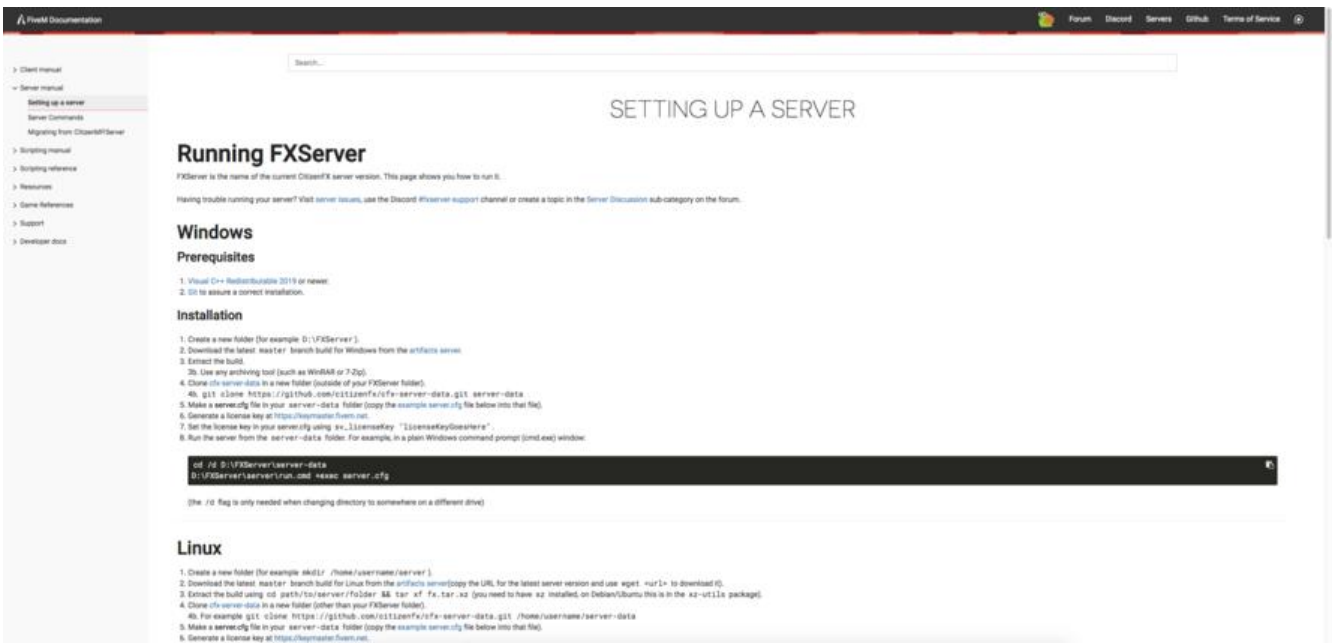 FiveM Documentation
Forum Discord Servers Github Terms of Service
Search...
> Client manual
Server manual
Setting up a server
Server Commands
Migrating from CitizenMP/Server
> Scripting manual
> Scripting reference
> Resources
> Game References
> Support
> Developer docs
SETTING UP A SERVER
Running FXServer
FXServer is the name of the current CitizenFX server version. This page shows you how to run it.
Having trouble running your server? Visit server issues, use the Discord #fxserver-support channel or create a topic in the Server Discussion sub-category on the forum.
Windows
Prerequisites
1. Visual C++ Redistributable 2019 or newer.
2. Git to assure a correct installation.
Installation
1. Create a new folder (for example D:\FXServer).
2. Download the latest master branch build for Windows from the artifacts server.
3. Extract the build.
3b. Use any archiving tool (such as WinRAR or 7-Zip).
4. Clone cfx-server-data in a new folder (outside of your FXServer folder).
4b. git clone https://github.com/citizenfx/cfx-server-data.git server-data
5. Make a server.cfg file in your server-data folder (copy the example server.cfg file below into that file).
6. Generate a license key at https://keymaster.fivem.net.
7. Set the license key in your server.cfg using sv_licenseKey "licenseKeyGoesHere".
8. Run the server from the server-data folder. For example, in a plain Windows command prompt (cmd.exe) window:
cd /d D:\FXServer\server-data
D:\FXServer\server\run.cmd +exec server.cfg
(the /d flag is only needed when changing directory to somewhere on a different drive)
Linux
1. Create a new folder (for example mkdir /home/username/server).
2. Download the latest master branch build for Linux from the artifacts server(copy the URL for the latest server version and use wget <url> to download it).
3. Extract the build using cd path/to/server/folder && tar xf fx.tar.xz (you need to have xz installed, on Debian/Ubuntu this is in the xz-utils package).
4. Clone cfx-server-data in a new folder (other than your FXServer folder).
4b. For example git clone https://github.com/citizenfx/cfx-server-data.git /home/username/server-data
5. Make a server.cfg file in your server-data folder (copy the example server.cfg file below into that file).
6. Generate a license key at https://keymaster.fivem.net.